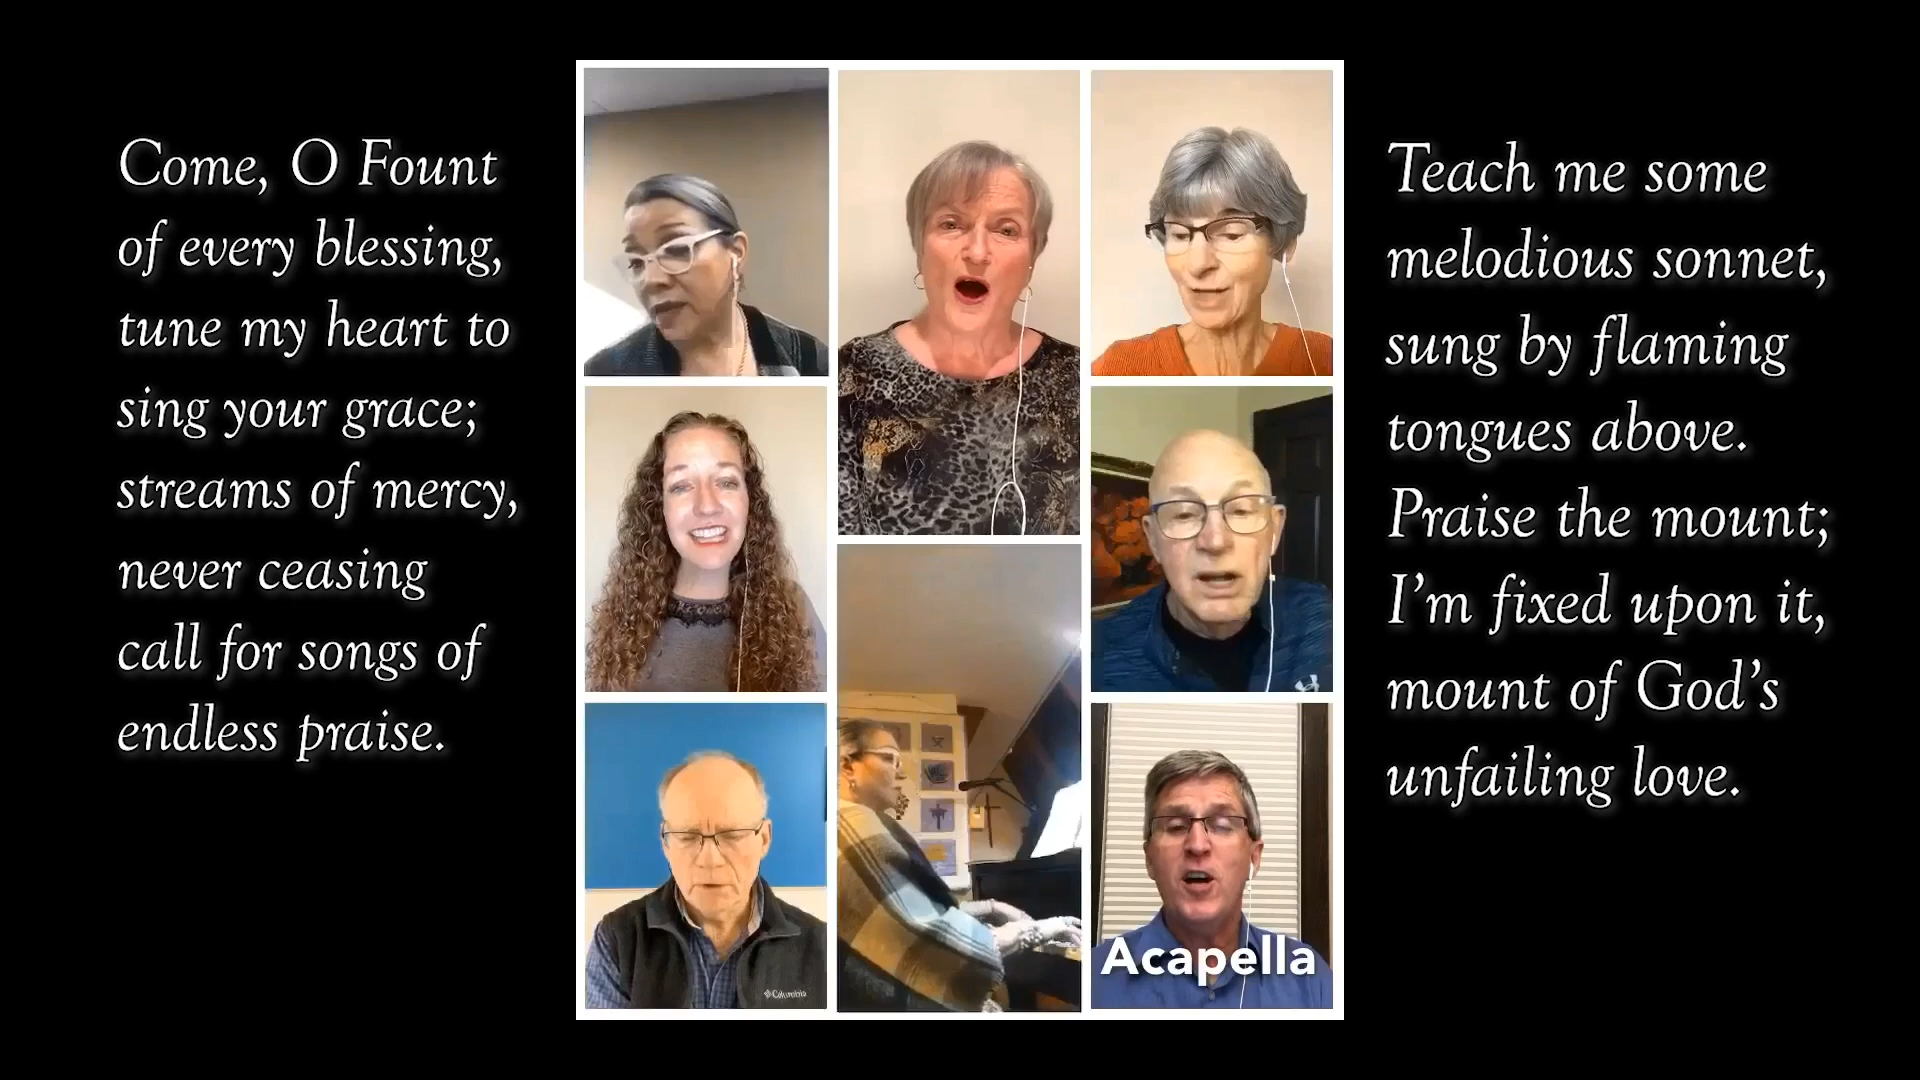 Come, O Fount
of every blessing,
tune my heart to
sing your grace;
streams of mercy,
never ceasing
call for songs of
endless praise.
Teach me some
melodious sonnet,
sung by flaming
tongues above.
Praise the mount;
I'm fixed upon it,
mount of God's
unfailing love.
Columbia
Acapella